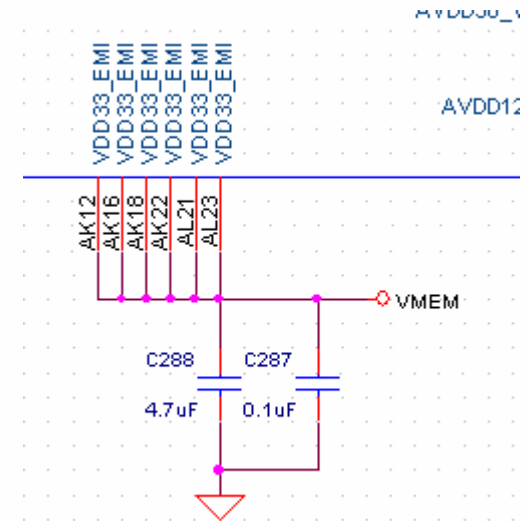 VDD33_EMI
VDD33_EMI
VDD33_EMI
VDD33_EMI
VDD33_EMI
VDD33_EMI
AVDD12
AK12
AK16
AK18
AK22
AL21
AL23
VMEM
C288
C287
4.7uF
0.1uF